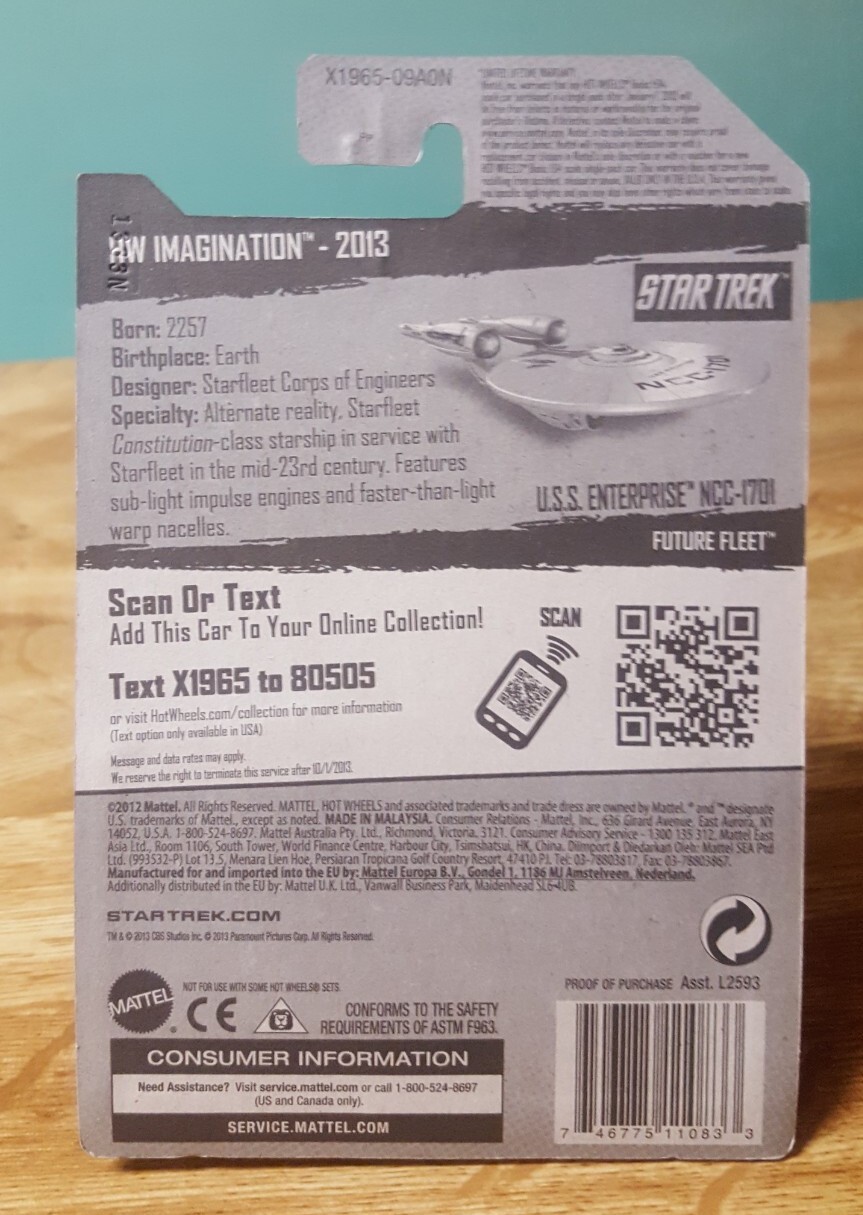 X1965-09A0N
LIMITED LIFETIME WARRANTY
HW IMAGINATION™ - 2013
STAR TREK™
Born: 2257
Birthplace: Earth
Designer: Starfleet Corps of Engineers
Specialty: Alternate reality, Starfleet
Constitution-class starship in service with
Starfleet in the mid-23rd century. Features
sub-light impulse engines and faster-than-light
warp nacelles.
NCC-1701
U.S.S. ENTERPRISE™ NCC-1701
FUTURE FLEET™
Scan Or Text
Add This Car To Your Online Collection!
SCAN
Text X1965 to 80505
or visit HotWheels.com/collection for more information
(Text option only available in USA)
Message and data rates may apply.
We reserve the right to terminate this service after 10/1/2013.
©2012 Mattel. All Rights Reserved. MATTEL, HOT WHEELS and associated trademarks and trade dress are owned by Mattel. ® and ™ designate
U.S. trademarks of Mattel, except as noted. MADE IN MALAYSIA. Consumer Relations - Mattel, Inc., 636 Girard Avenue, East Aurora, NY
14052, U.S.A. 1-800-524-8697. Mattel Australia Pty. Ltd., Richmond, Victoria. 3121. Consumer Advisory Service - 1300 135 312. Mattel East
Asia Ltd., Room 1106, South Tower, World Finance Centre, Harbour City, Tsimshatsui, HK, China. Diimport & Diedarkan Oleh: Mattel SEA Ptd
Ltd. (993532-P) Lot 13.5, Menara Lien Hoe, Persiaran Tropicana Golf Country Resort, 47410 PJ. Tel: 03-78803817, Fax: 03-78803867.
Manufactured for and imported into the EU by: Mattel Europa B.V., Gondel 1, 1186 MJ Amstelveen, Nederland.
Additionally distributed in the EU by: Mattel U.K. Ltd., Vanwall Business Park, Maidenhead SL6-4UB.
STARTREK.COM
TM & © 2013 CBS Studios Inc. © 2013 Paramount Pictures Corp. All Rights Reserved.
MATTEL
NOT FOR USE WITH SOME HOT WHEELS® SETS.
CE
CONFORMS TO THE SAFETY
REQUIREMENTS OF ASTM F963.
PROOF OF PURCHASE Asst. L2593
CONSUMER INFORMATION
Need Assistance? Visit service.mattel.com or call 1-800-524-8697
(US and Canada only).
SERVICE.MATTEL.COM
7 46775 11083 3